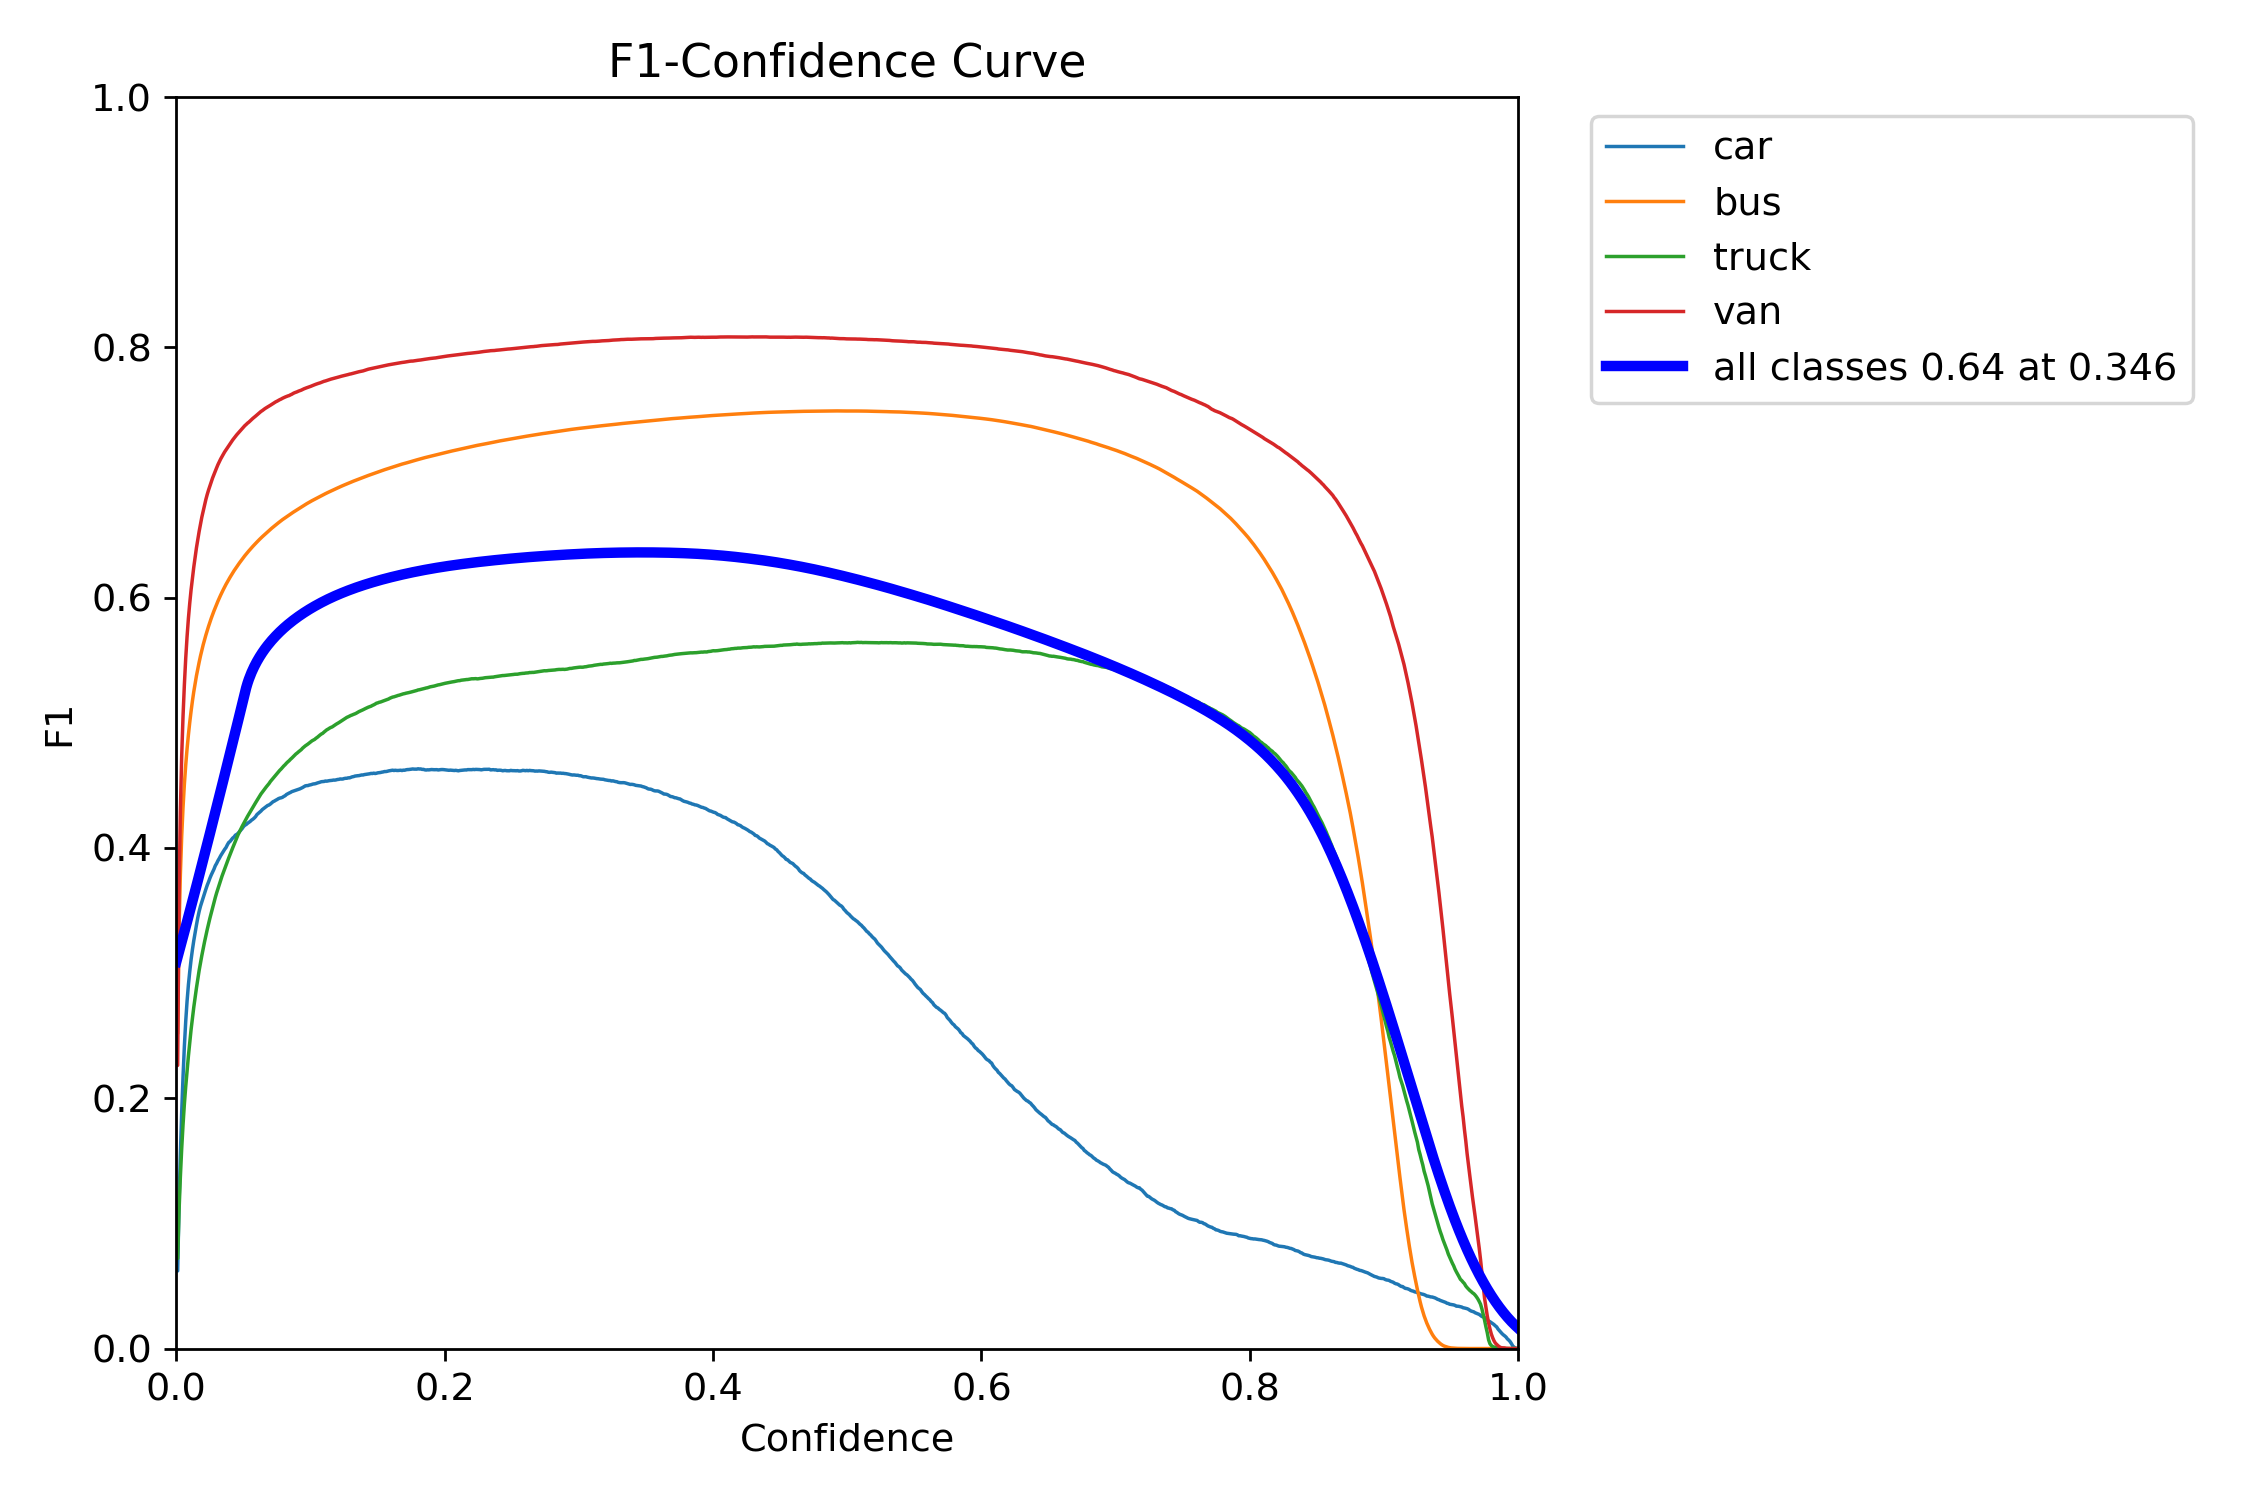 F1-Confidence Curve
1.0
0.8
0.6
0.4
0.2
0.0
F1
0.0 0.2 0.4 0.6 0.8 1.0
Confidence
car
bus
truck
van
all classes 0.64 at 0.346